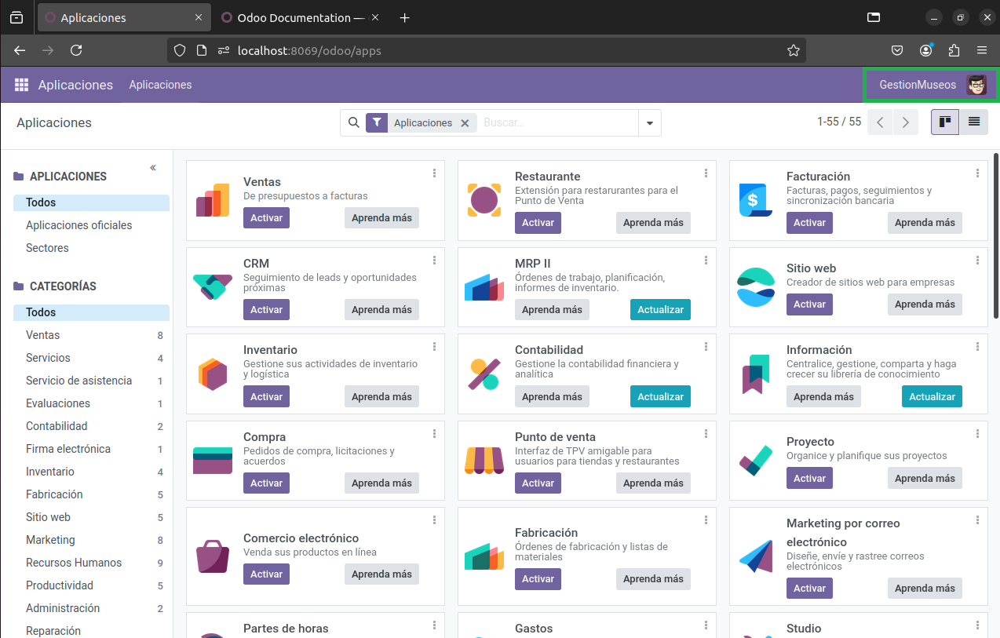 Aplicaciones
Odoo Documentation —
localhost:8069/odoo/apps
Aplicaciones
Aplicaciones
GestionMuseos
Aplicaciones
Aplicaciones
Buscar...
1-55 / 55
APLICACIONES
Todos
Aplicaciones oficiales
Sectores
CATEGORÍAS
Todos
Ventas 8
Servicios 4
Servicio de asistencia 1
Evaluaciones 1
Contabilidad 2
Firma electrónica 1
Inventario 4
Fabricación 5
Sitio web 5
Marketing 8
Recursos Humanos 9
Productividad 5
Administración 2
Reparación
Ventas
De presupuestos a facturas
Activar
Aprenda más
Restaurante
Extensión para restarurantes para el
Punto de Venta
Activar
Aprenda más
Facturación
Facturas, pagos, seguimientos y
sincronización bancaria
Activar
Aprenda más
CRM
Seguimiento de leads y oportunidades
próximas
Activar
Aprenda más
MRP II
Órdenes de trabajo, planificación,
informes de inventario.
Aprenda más
Actualizar
Sitio web
Creador de sitios web para empresas
Activar
Aprenda más
Inventario
Gestione sus actividades de inventario
y logística
Activar
Aprenda más
Contabilidad
Gestione la contabilidad financiera y
analítica
Aprenda más
Actualizar
Información
Centralice, gestione, comparta y haga
crecer su librería de conocimiento
Aprenda más
Actualizar
Compra
Pedidos de compra, licitaciones y
acuerdos
Activar
Aprenda más
Punto de venta
Interfaz de TPV amigable para
usuarios para tiendas y restaurantes
Activar
Aprenda más
Proyecto
Organice y planifique sus proyectos
Activar
Aprenda más
Comercio electrónico
Venda sus productos en línea
Activar
Aprenda más
Fabricación
Órdenes de fabricación y listas de
materiales
Activar
Aprenda más
Marketing por correo
electrónico
Diseñe, envíe y rastree correos
electrónicos
Activar
Aprenda más
Partes de horas
Gastos
Studio